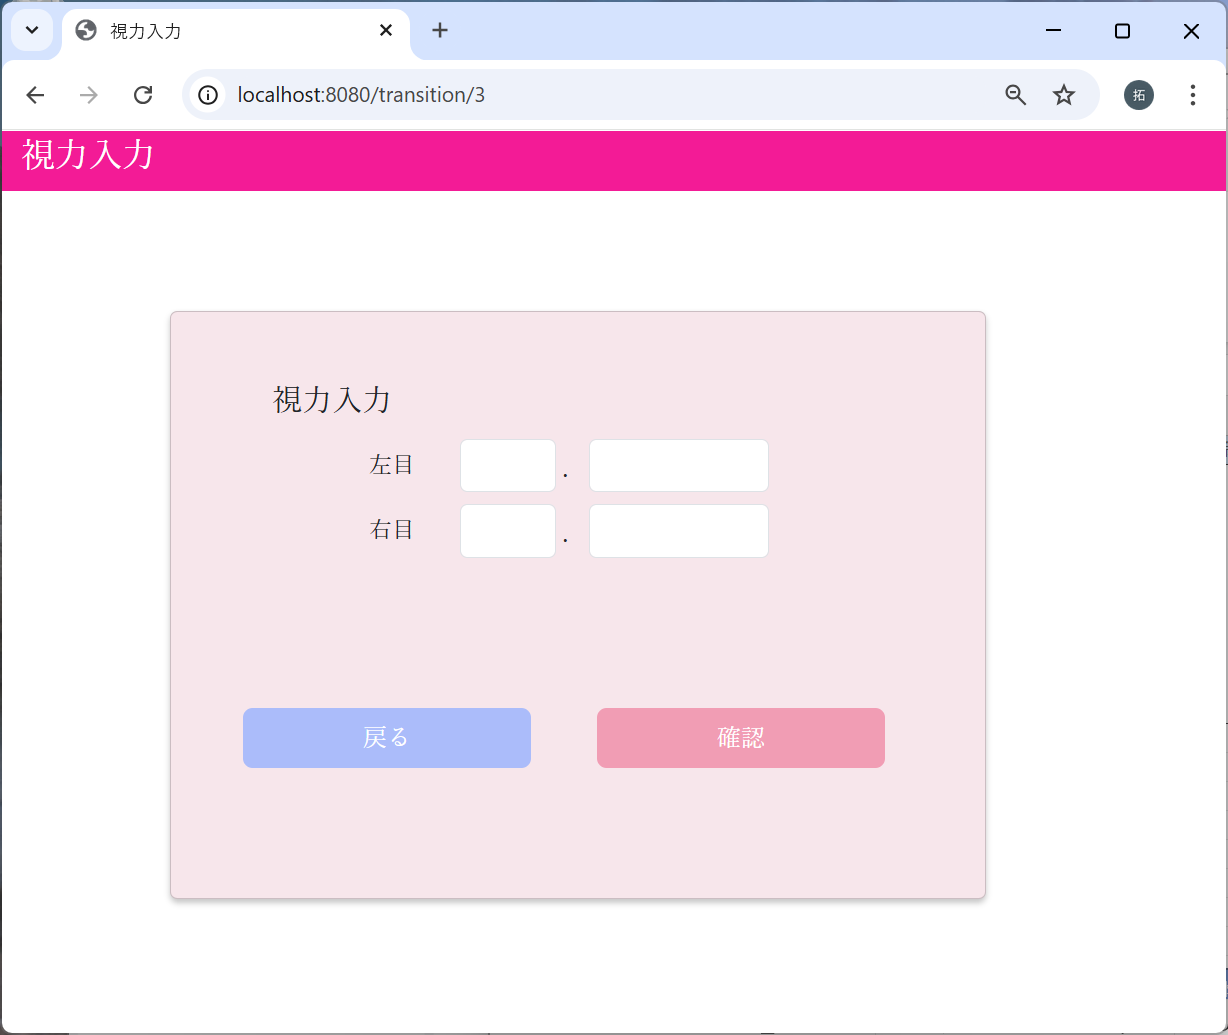 視力入力
localhost:8080/transition/3
拓
視力入力
視力入力
左目 .
右目 .
戻る 確認